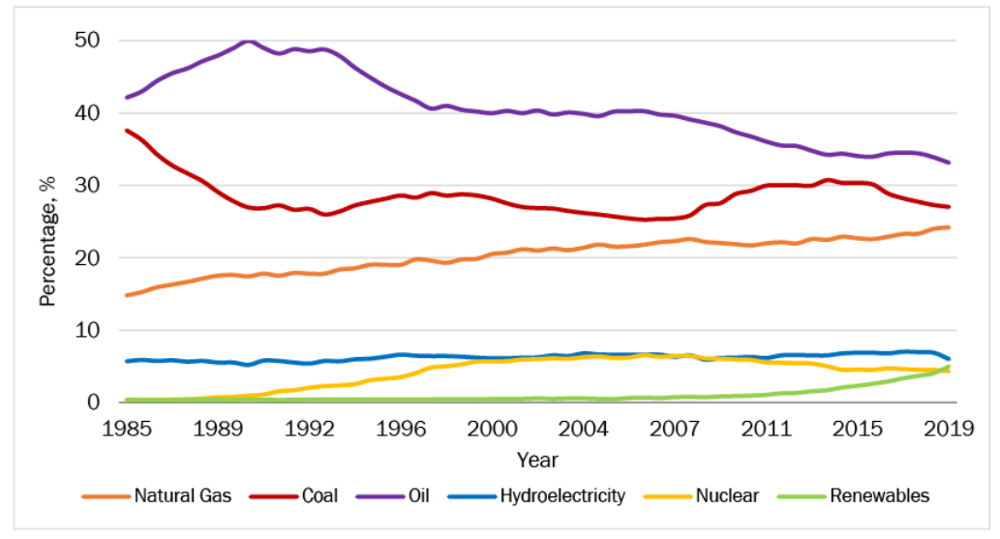 50
40
30
20
10
0
Percentage, %
1985 1989 1992 1996 2000 2004 2007 2011 2015 2019
Year
Natural Gas Coal Oil Hydroelectricity Nuclear Renewables